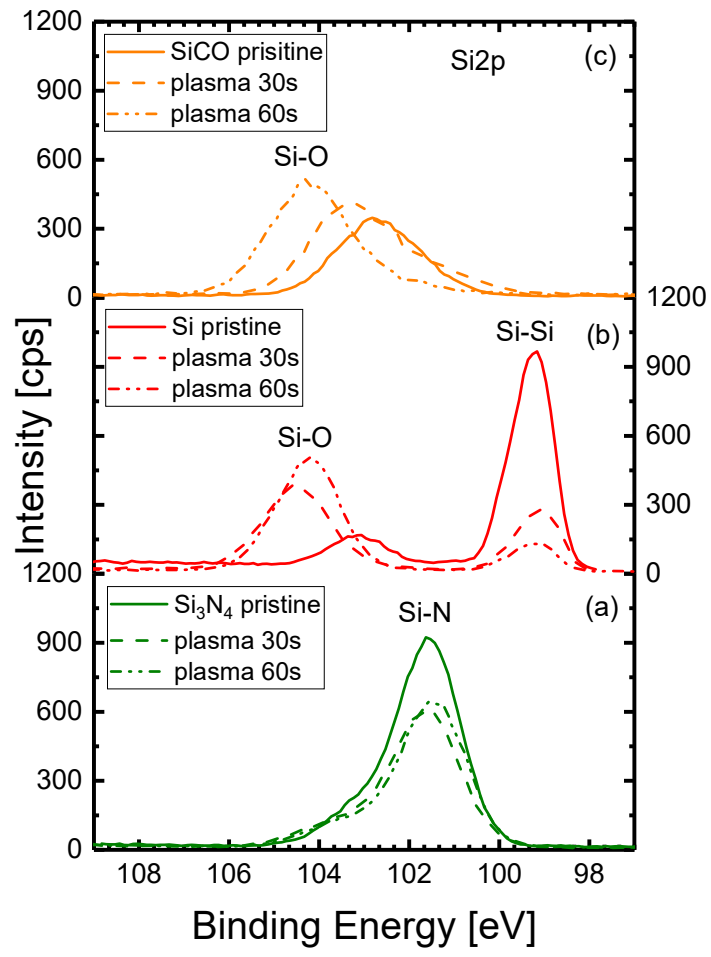 1200
SiCO prisitine
plasma 30s
plasma 60s
Si2p
(c)
900
600
Si-O
300
0
1200
Si pristine
plasma 30s
plasma 60s
Si-Si
(b)
900
600
Si-O
300
0
1200
Si₃N₄ pristine
plasma 30s
plasma 60s
Si-N
(a)
900
600
300
0
Intensity [cps]
108 106 104 102 100 98
Binding Energy [eV]